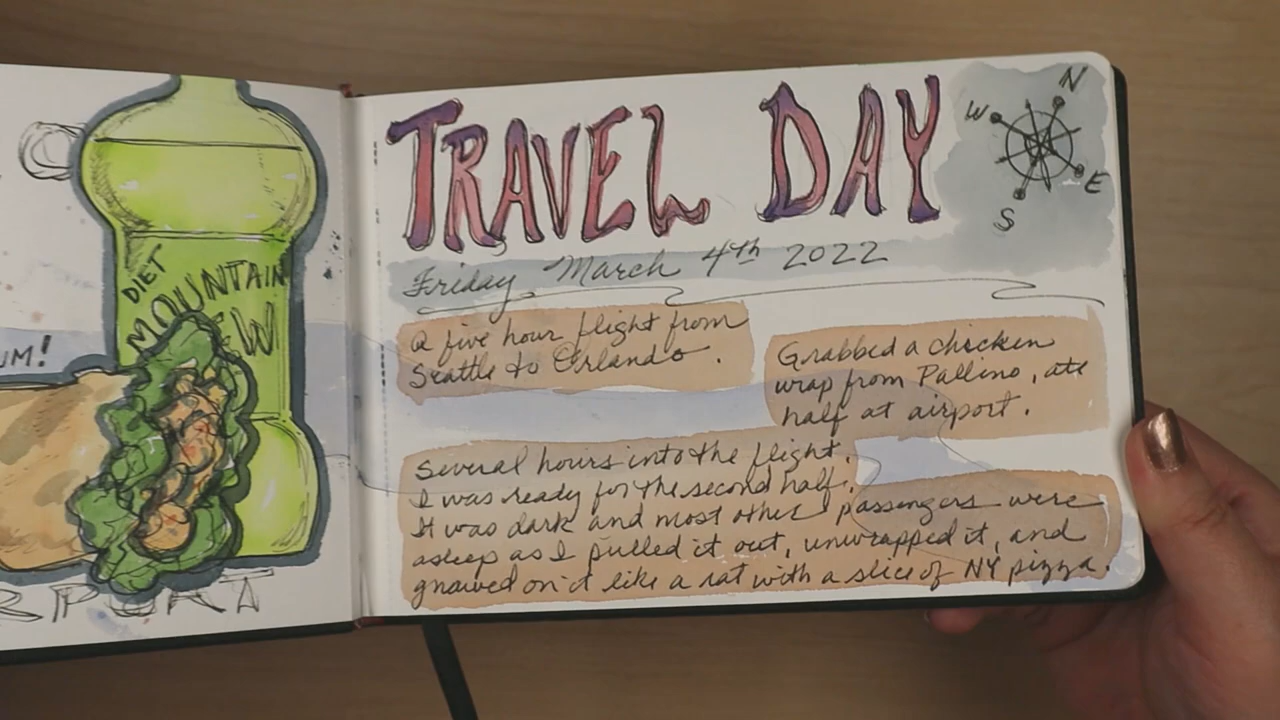 UM!
DIET
MOUNTAIN
EW
RPORT
TRAVEL DAY
N
W
E
S
Friday, March 4th 2022
A five hour flight from
Seattle to Orlando.
Grabbed a chicken
wrap from Pallino, ate
half at airport.
Several hours into the flight,
I was ready for the second half.
It was dark and most other passengers were
asleep as I pulled it out, unwrapped it, and
gnawed on it like a rat with a slice of NY pizza.